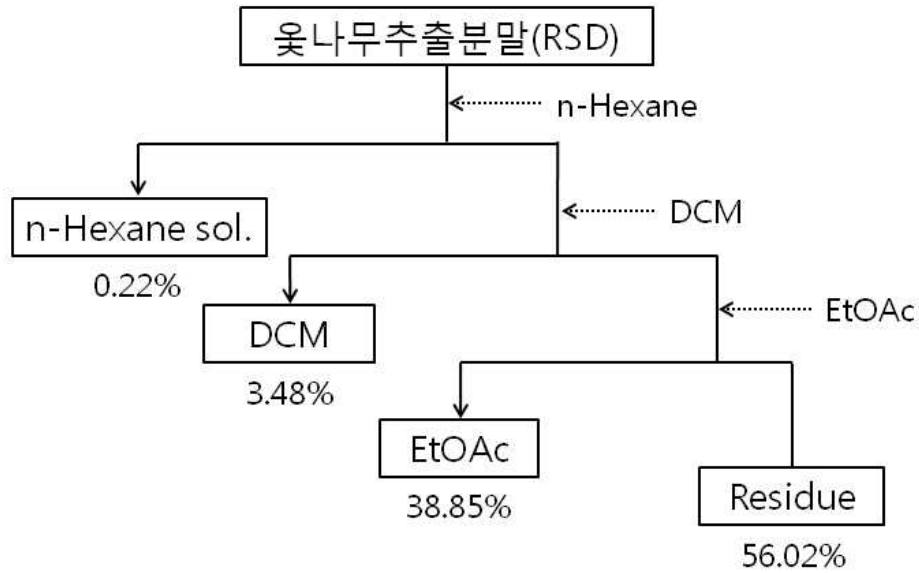 옻나무추출분말(RSD)
n-Hexane
n-Hexane sol.
0.22%
DCM
DCM
3.48%
EtOAc
EtOAc
38.85%
Residue
56.02%